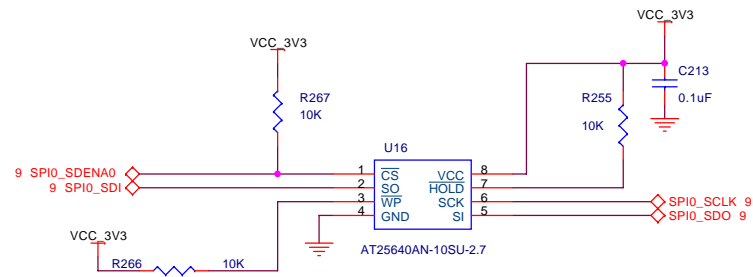 VCC_3V3
VCC_3V3
R267
10K
C213
0.1uF
R255
10K
U16
9 SPI0_SDENA0
9 SPI0_SDI
1 CS VCC 8
2 SO HOLD 7
3 WP SCK 6
4 GND SI 5
SPI0_SCLK 9
SPI0_SDO 9
VCC_3V3
AT25640AN-10SU-2.7
R266 10K